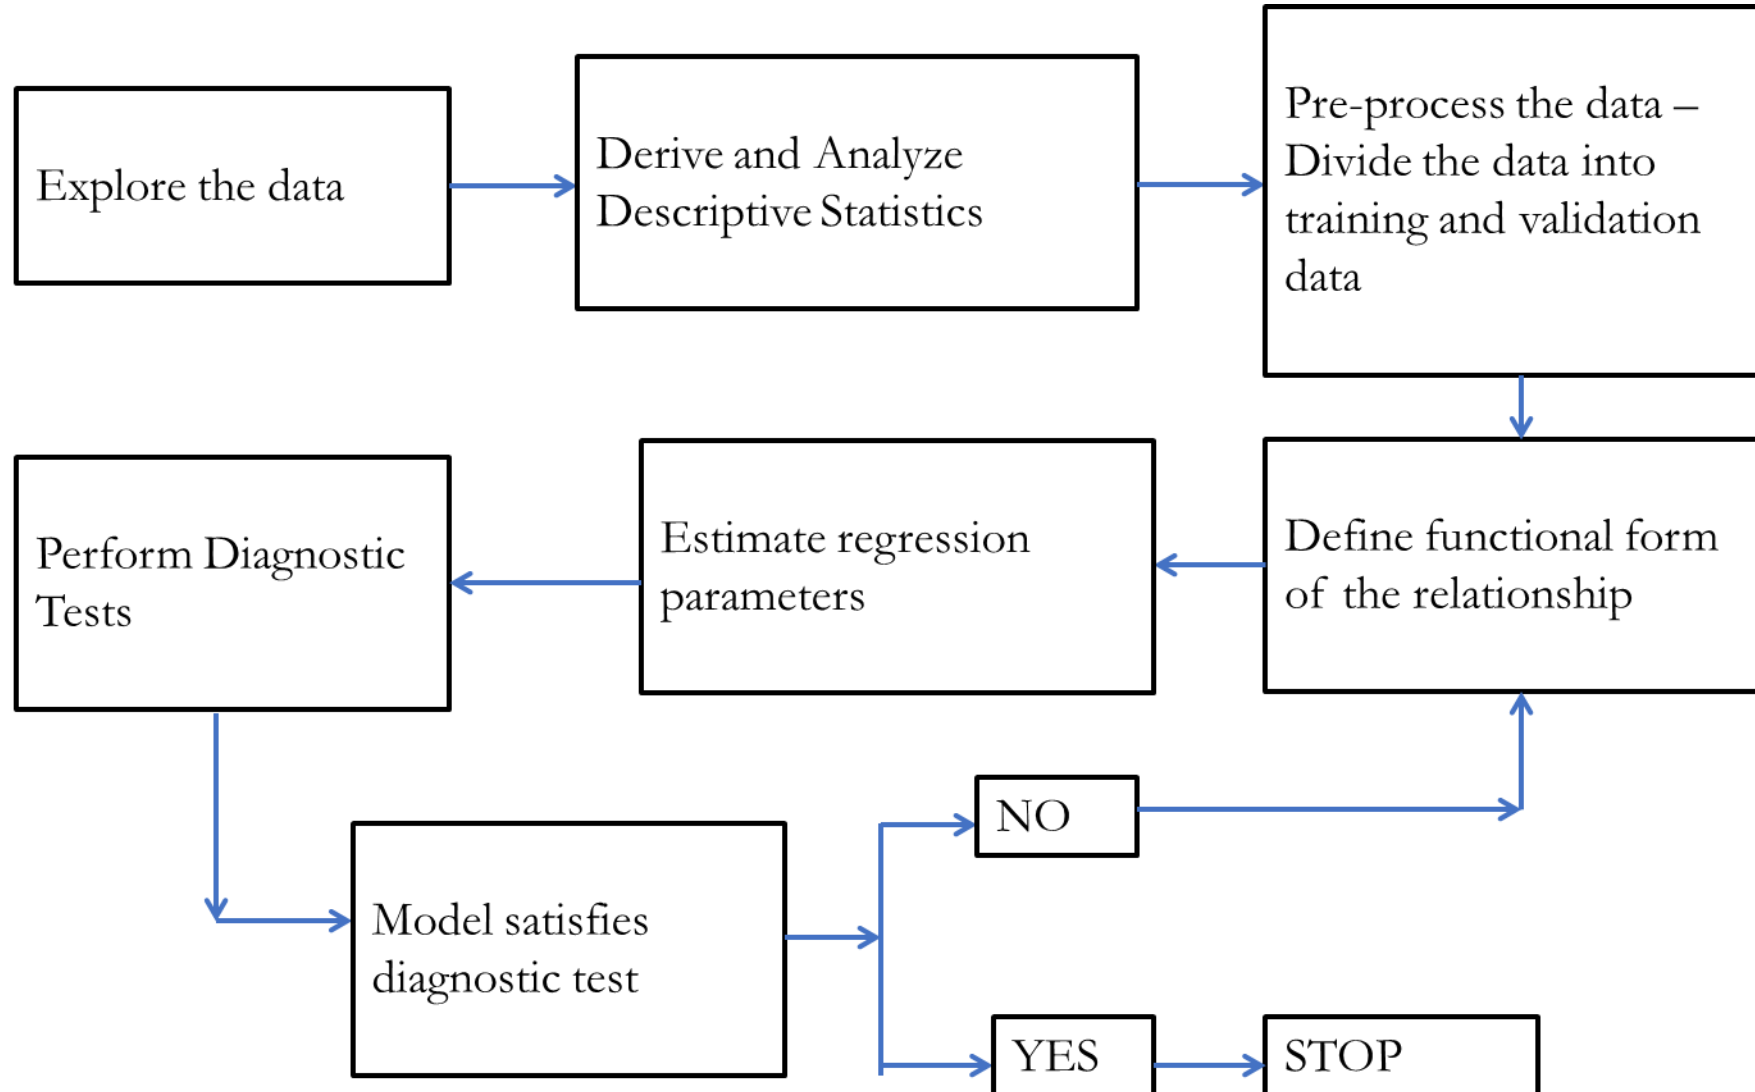 Explore the data
Derive and Analyze
Descriptive Statistics
Pre-process the data –
Divide the data into
training and validation
data
Define functional form
of the relationship
Estimate regression
parameters
Perform Diagnostic
Tests
Model satisfies
diagnostic test
NO
YES
STOP